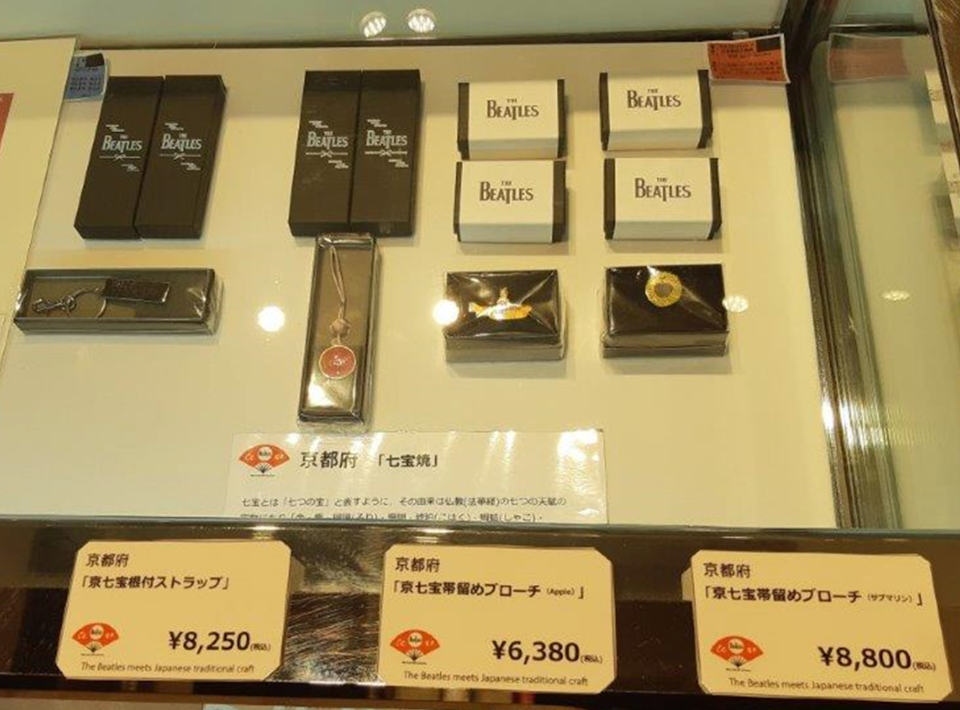 THE
BEATLES
THE
BEATLES
THE
BEATLES
THE
BEATLES
THE
BEATLES
THE
BEATLES
THE
BEATLES
THE
BEATLES
京都府 「七宝焼」
七宝とは「七つの宝」と表すように、その由来は仏教(法華経)の七つの天賦の
京都府
「京七宝根付ストラップ」
¥8,250(税込)
The Beatles meets Japanese traditional craft
京都府
「京七宝帯留めブローチ (Apple) 」
¥6,380(税込)
The Beatles meets Japanese traditional craft
京都府
「京七宝帯留めブローチ (サブマリン) 」
¥8,800(税込)
The Beatles meets Japanese traditional craft